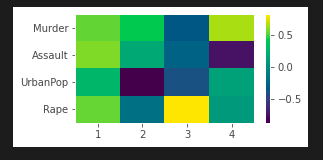 Murder
Assault
UrbanPop
Rape
1 2 3 4
0.5
0.0
−0.5